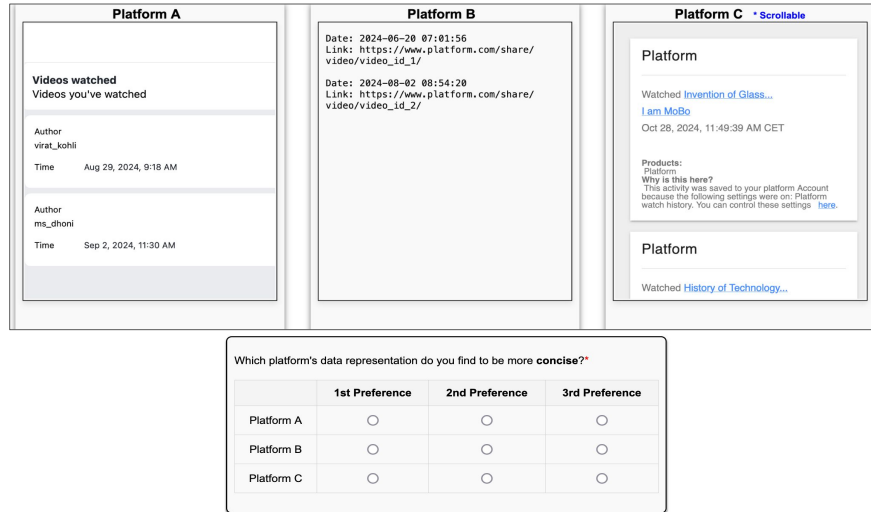 Platform A
Videos watched
Videos you've watched
Author
virat_kohli
Time Aug 29, 2024, 9:18 AM
Author
ms_dhoni
Time Sep 2, 2024, 11:30 AM
Platform B
Date: 2024-06-20 07:01:56
Link: https://www.platform.com/share/
video/video_id_1/
Date: 2024-08-02 08:54:20
Link: https://www.platform.com/share/
video/video_id_2/
Platform C * Scrollable
Platform
Watched Invention of Glass...
I am MoBo
Oct 28, 2024, 11:49:39 AM CET
Products:
Platform
Why is this here?
This activity was saved to your platform Account
because the following settings were on: Platform
watch history. You can control these settings here.
Platform
Watched History of Technology...
Which platform's data representation do you find to be more concise?*
1st Preference 2nd Preference 3rd Preference
Platform A
Platform B
Platform C